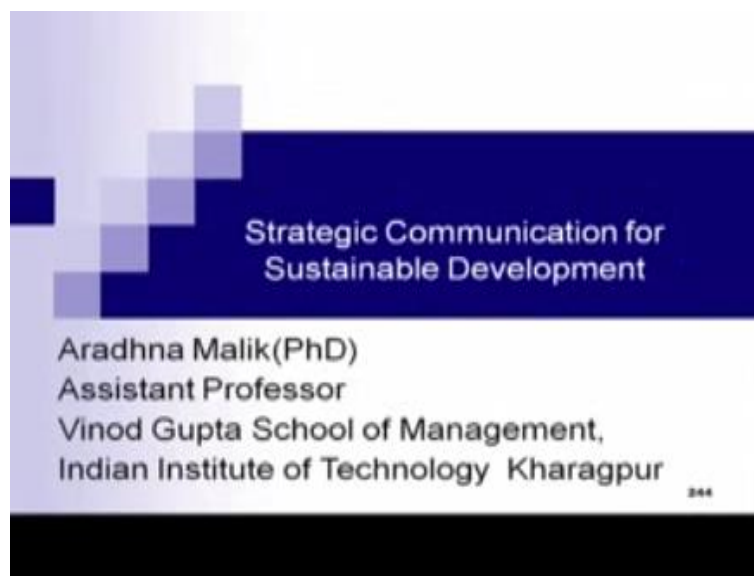 Strategic Communication for
Sustainable Development
Aradhna Malik(PhD)
Assistant Professor
Vinod Gupta School of Management,
Indian Institute of Technology Kharagpur
244